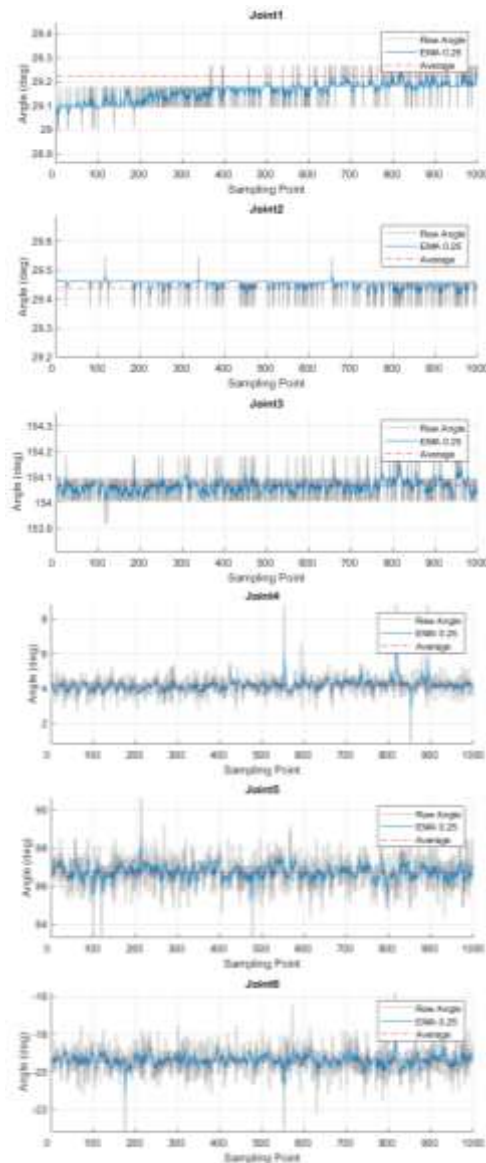 Joint1
29.4
29.3
29.2
29.1
29
28.9
Angle (deg)
Raw Angle
EMA 0.25
Average
0 100 200 300 400 500 600 700 800 900 1000
Sampling Point
Joint2
29.6
29.5
29.4
29.3
29.2
Angle (deg)
Raw Angle
EMA 0.25
Average
0 100 200 300 400 500 600 700 800 900 1000
Sampling Point
Joint3
154.3
154.2
154.1
154
Angle (deg)
Raw Angle
EMA 0.25
Average
0 100 200 300 400 500 600 700 800 900 1000
Sampling Point
Joint4
8
6
4
2
Angle (deg)
Raw Angle
EMA 0.25
Average
0 100 200 300 400 500 600 700 800 900 1000
Sampling Point
Joint5
Angle (deg)
Raw Angle
EMA 0.25
Average
0 100 200 300 400 500 600 700 800 900 1000
Sampling Point
Joint6
Angle (deg)
Raw Angle
EMA 0.25
Average
0 100 200 300 400 500 600 700 800 900 1000
Sampling Point